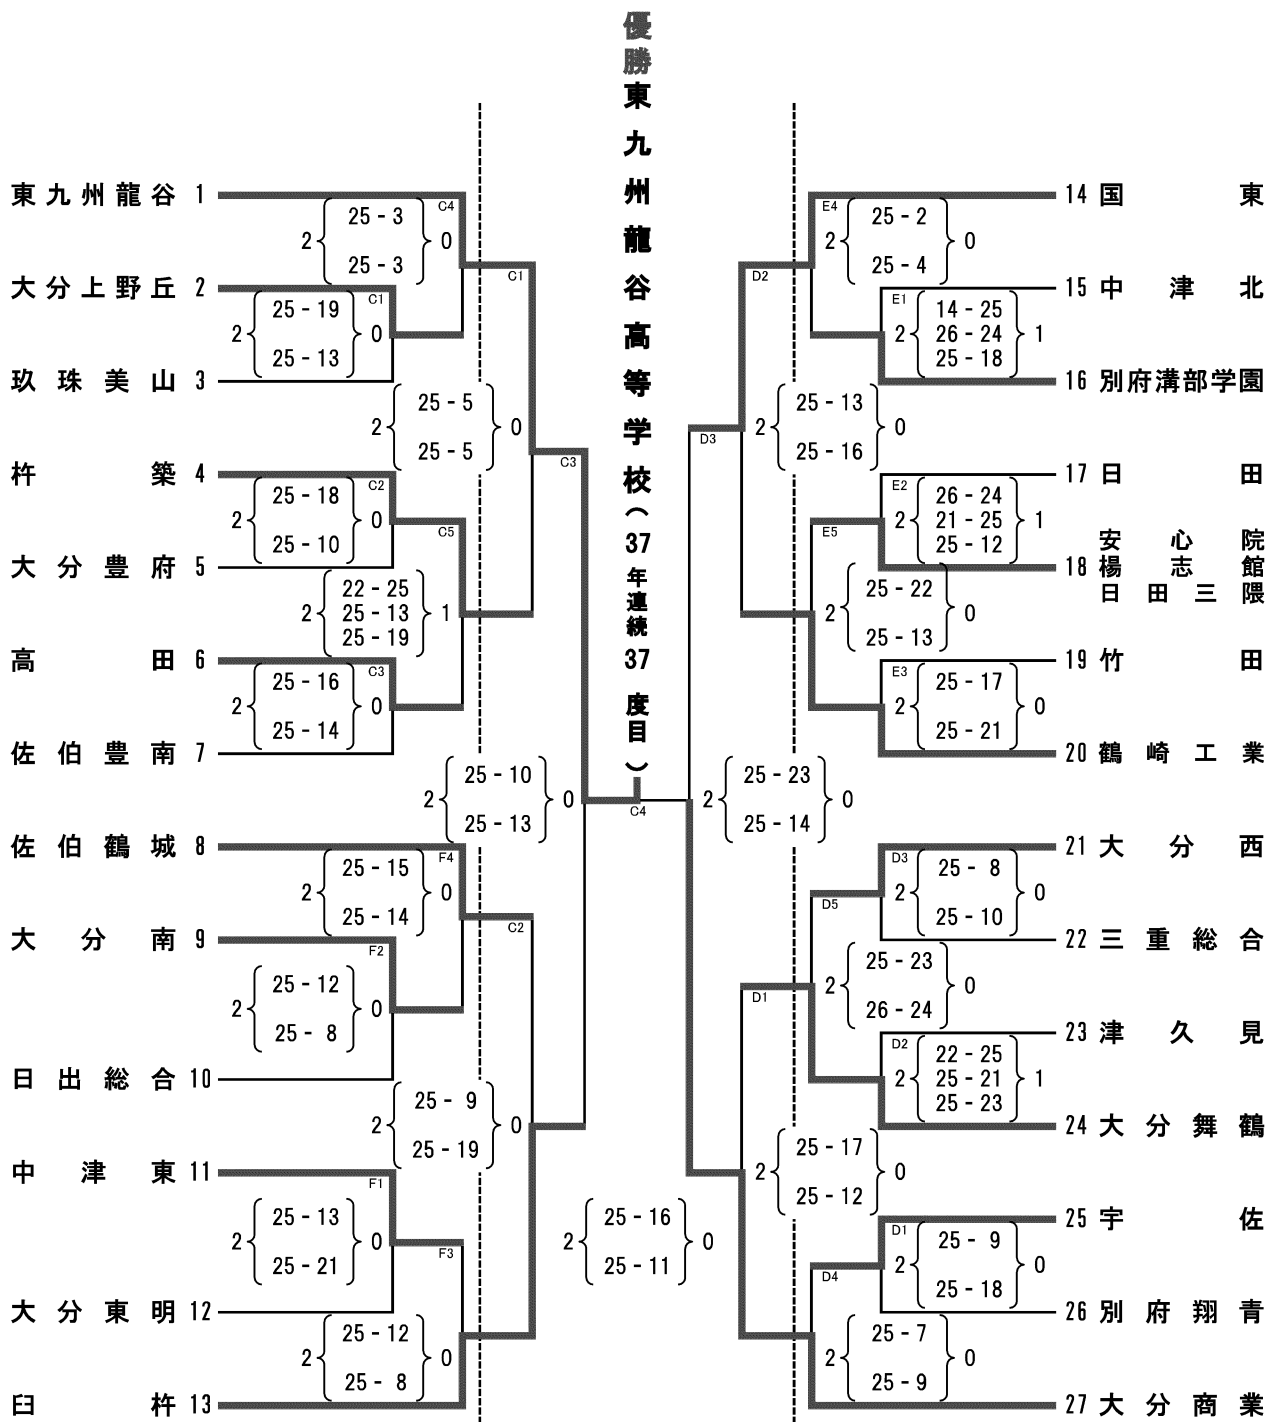 優勝
東九州龍谷高等学校(37年連続37度目)
東九州龍谷 1
C4
25-3
2 0
25-3
大分上野丘 2
C1
25-19
2 0
25-13
玖珠美山 3
C1
25-5
2 0
25-5
杵築 4
C2
25-18
2 0
25-10
大分豊府 5
C5
22-25
2 25-13 1
25-19
高田 6
C3
25-16
2 0
25-14
佐伯豊南 7
C3
25-10
2 0
25-13
佐伯鶴城 8
F4
25-15
2 0
25-14
大分南 9
F2
25-12
2 0
25-8
日出総合 10
C2
25-9
2 0
25-19
中津東 11
F1
25-13
2 0
25-21
大分東明 12
F3
25-12
2 0
25-8
臼杵 13
C4
25-16
2 0
25-11
14 国東
E4
25-2
2 0
25-4
15 中津北
E1
14-25
2 26-24 1
25-18
16 別府溝部学園
D2
25-13
2 0
25-16
17 日田
E2
26-24
2 21-25 1
25-12
安心院
18 楊志館
日田三隈
E5
25-22
2 0
25-13
19 竹田
E3
25-17
2 0
25-21
20 鶴崎工業
D3
25-23
2 0
25-14
21 大分西
D3
25-8
2 0
25-10
22 三重総合
D5
25-23
2 0
26-24
23 津久見
D2
22-25
2 25-21 1
25-23
24 大分舞鶴
D1
25-17
2 0
25-12
25 宇佐
D1
25-9
2 0
25-18
26 別府翔青
D4
25-7
2 0
25-9
27 大分商業